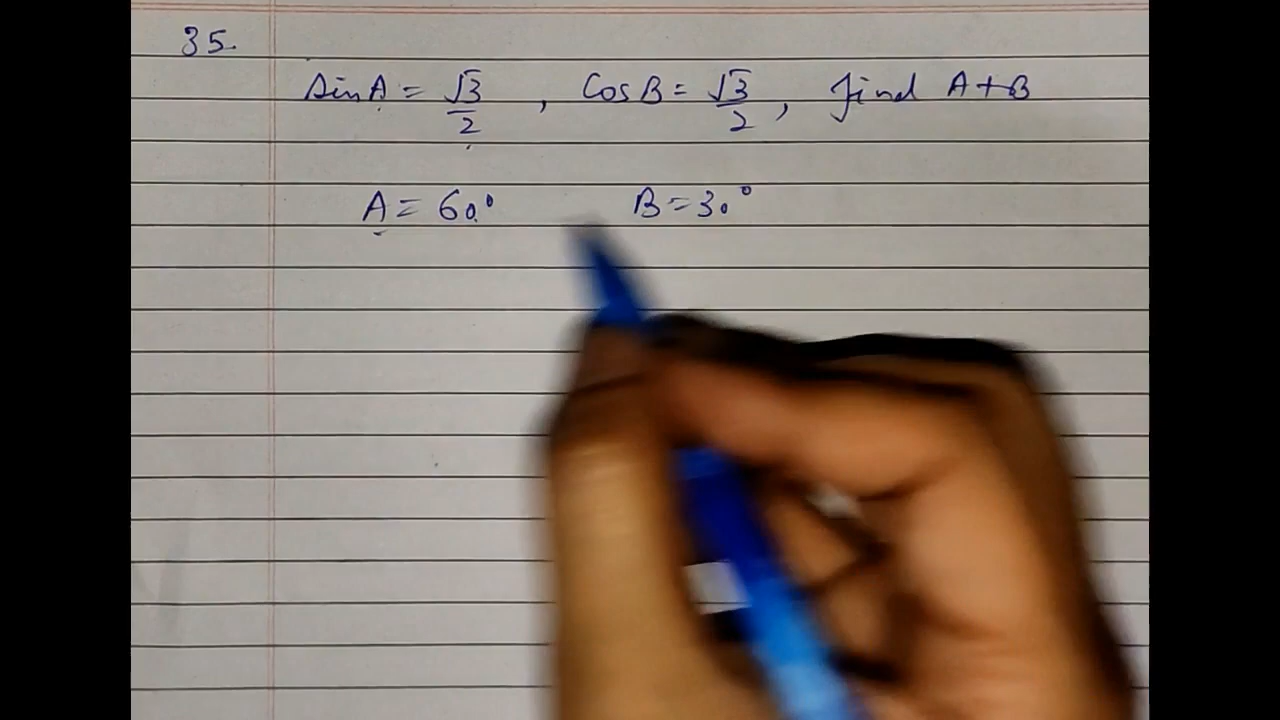 35.
sinA = √3/2 , CosB = √3/2 , find A+B
A = 60° B = 30°